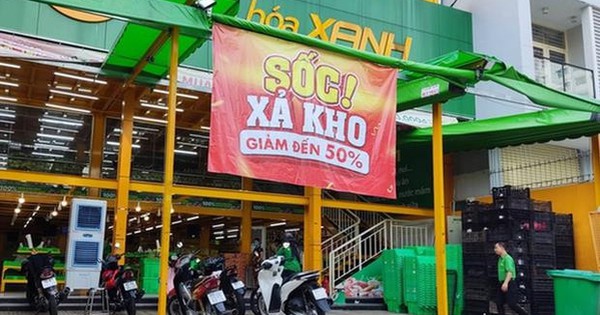 hóa XANH
SỐC!
XẢ KHO
GIẢM ĐẾN 50%